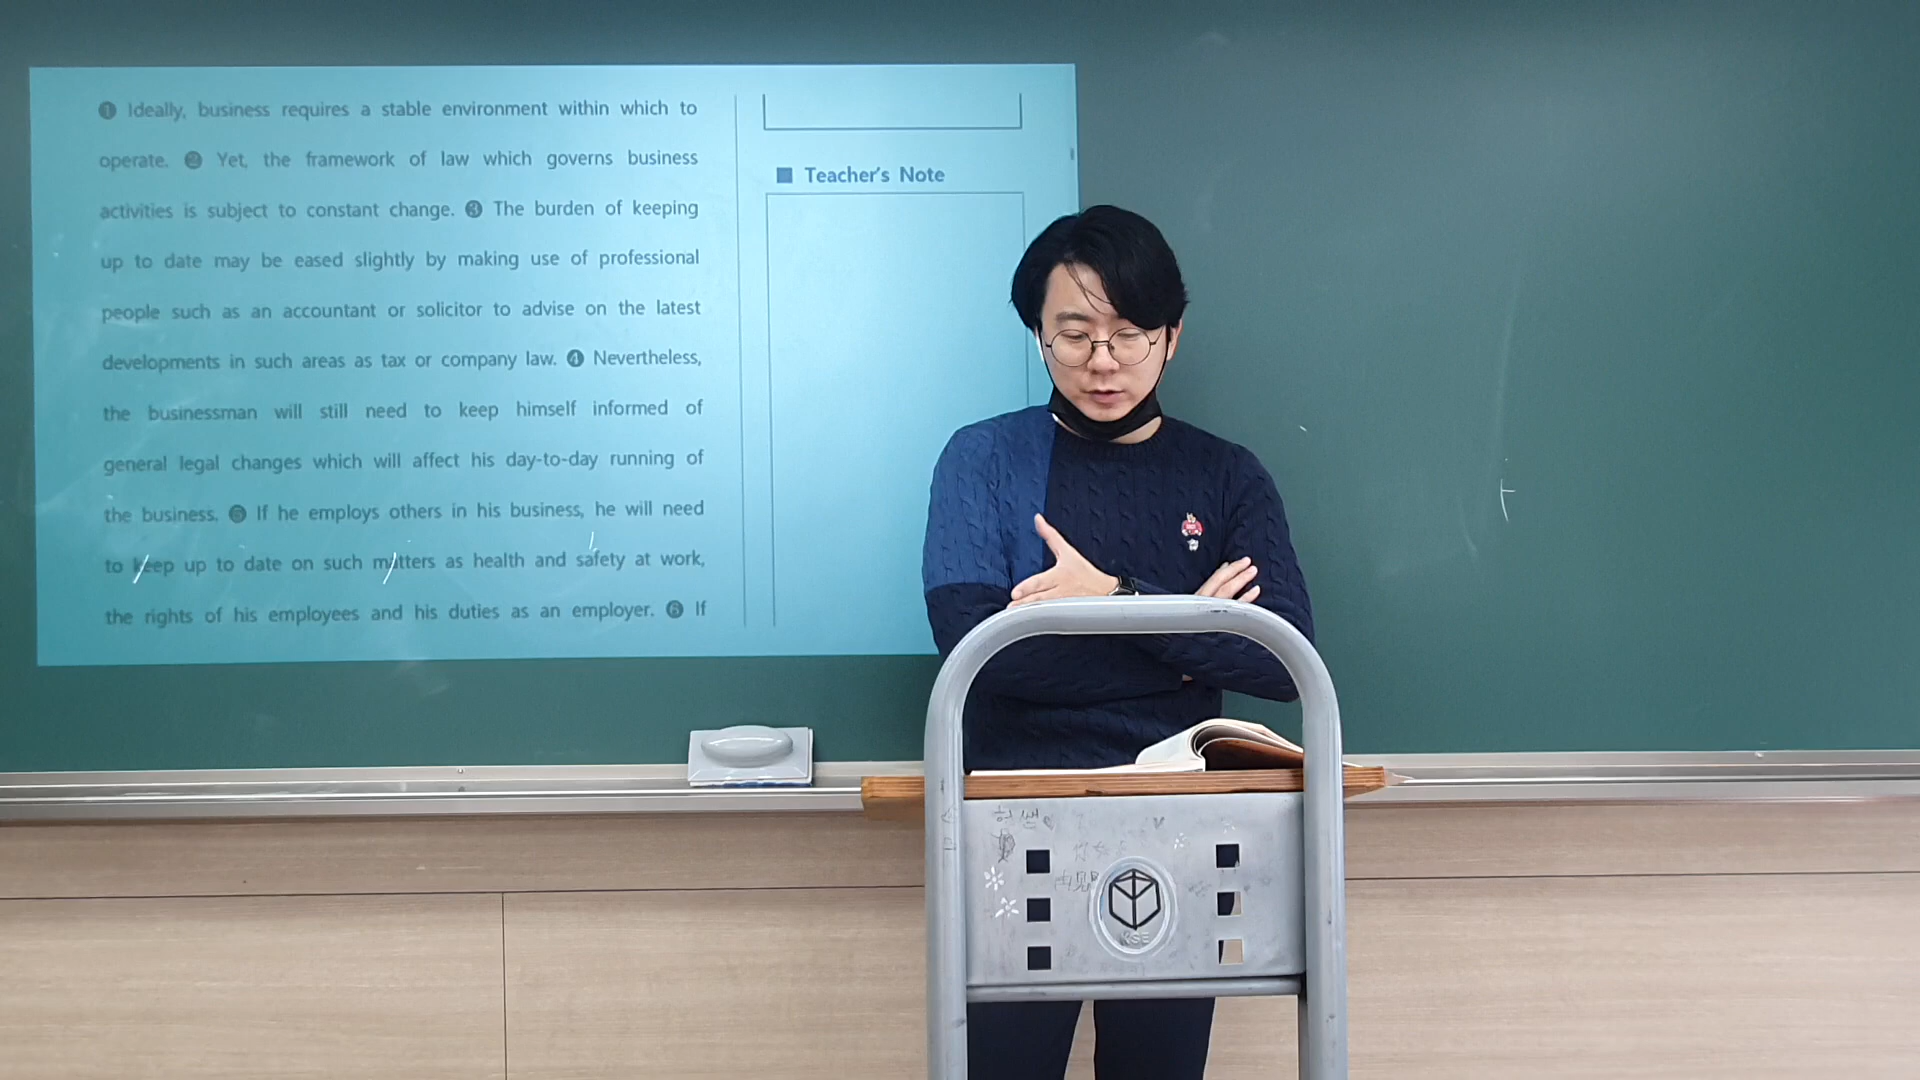 ❶ Ideally, business requires a stable environment within which to
operate. ❷ Yet, the framework of law which governs business
activities is subject to constant change. ❸ The burden of keeping
up to date may be eased slightly by making use of professional
people such as an accountant or solicitor to advise on the latest
developments in such areas as tax or company law. ❹ Nevertheless,
the businessman will still need to keep himself informed of
general legal changes which will affect his day-to-day running of
the business. ❺ If he employs others in his business, he will need
to keep up to date on such matters as health and safety at work,
the rights of his employees and his duties as an employer. ❻ If
■ Teacher's Note